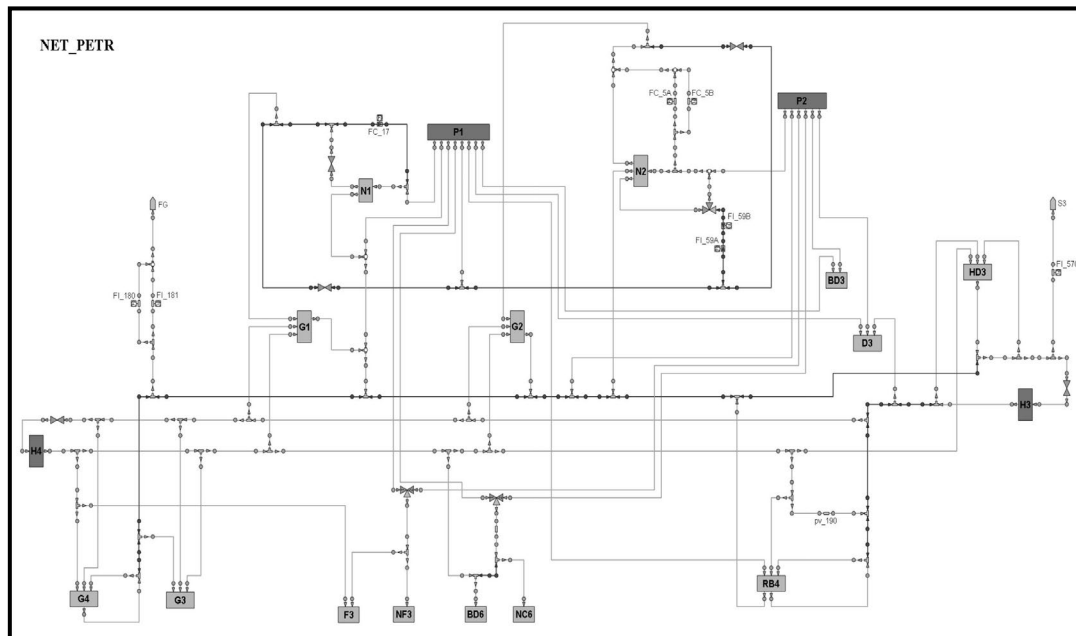 NET_PETR
FC_5A
FC_5B
P2
FC_17
P1
N2
N1
FG
FI_59B
S3
FI_59A
FI_570
HD3
BD3
FI_180
FI_181
G1
G2
D3
H3
H4
pv_190
RB4
G4
G3
F3
NF3
BD6
NC6